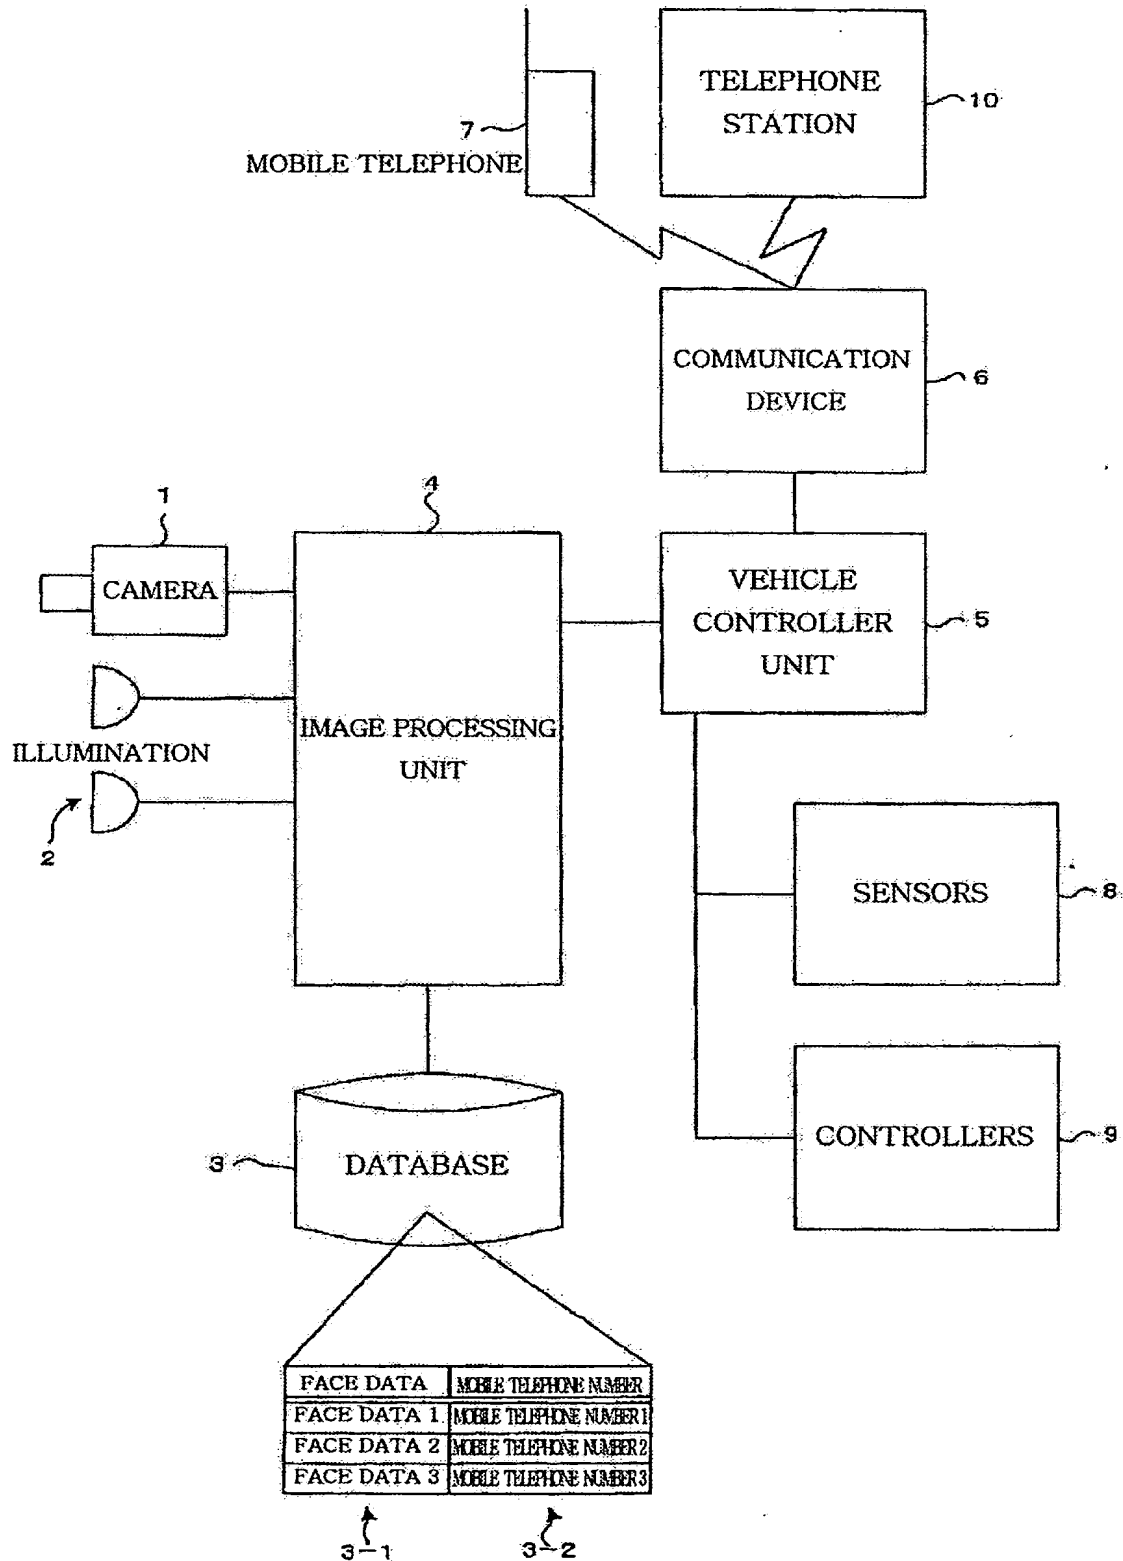 7
MOBILE TELEPHONE
TELEPHONE
STATION
10
COMMUNICATION
DEVICE
6
1
CAMERA
4
IMAGE PROCESSING
UNIT
VEHICLE
CONTROLLER
UNIT
5
ILLUMINATION
2
SENSORS
8
CONTROLLERS
9
3
DATABASE
FACE DATA MOBILE TELEPHONE NUMBER
FACE DATA 1 MOBILE TELEPHONE NUMBER 1
FACE DATA 2 MOBILE TELEPHONE NUMBER 2
FACE DATA 3 MOBILE TELEPHONE NUMBER 3
3-1
3-2